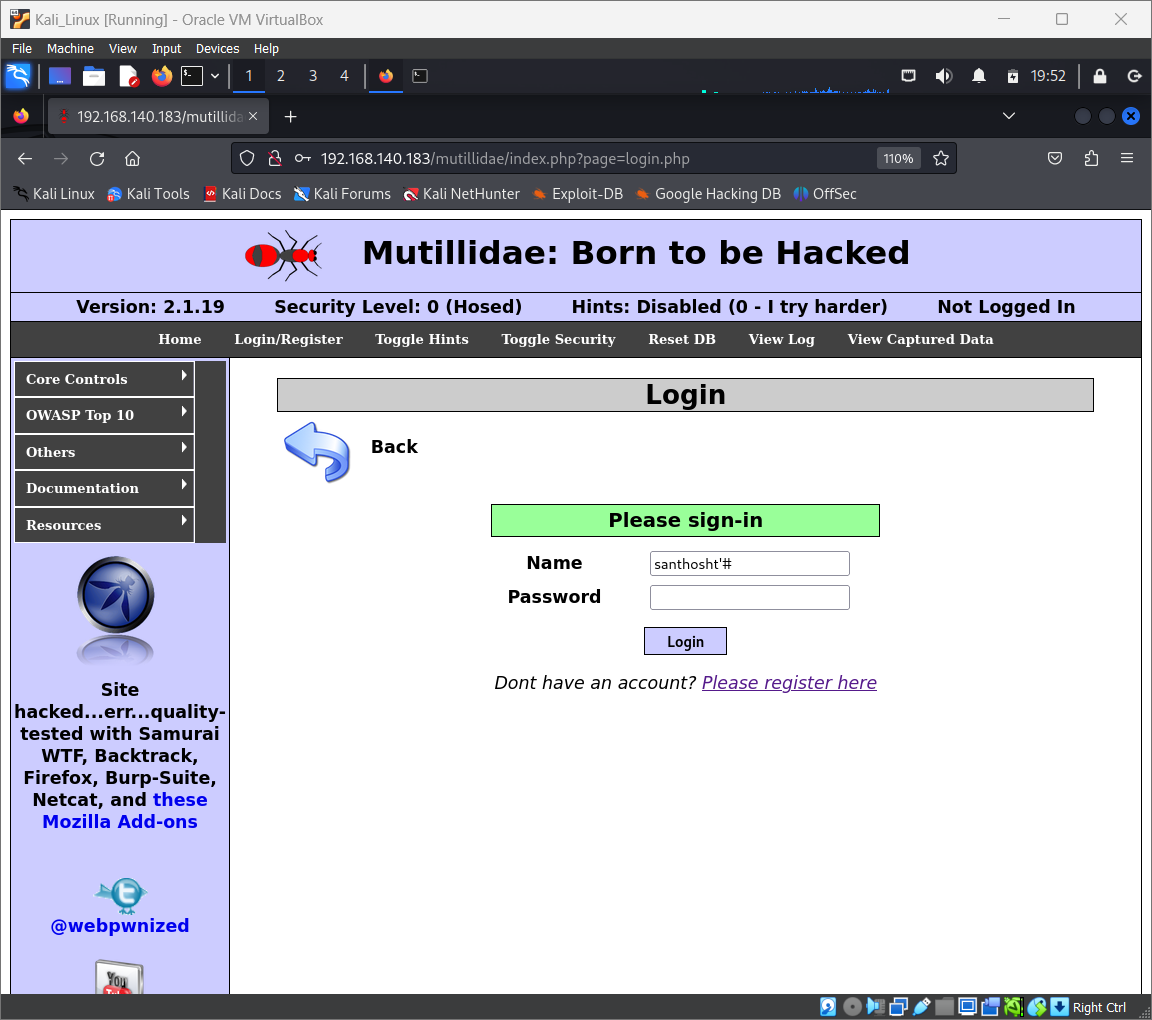 Kali_Linux [Running] - Oracle VM VirtualBox
File Machine View Input Devices Help
1 2 3 4 19:52
192.168.140.183/mutillida
192.168.140.183/mutillidae/index.php?page=login.php 110%
Kali Linux Kali Tools Kali Docs Kali Forums Kali NetHunter Exploit-DB Google Hacking DB OffSec
Mutillidae: Born to be Hacked
Version: 2.1.19 Security Level: 0 (Hosed) Hints: Disabled (0 - I try harder) Not Logged In
Home Login/Register Toggle Hints Toggle Security Reset DB View Log View Captured Data
Core Controls
OWASP Top 10
Others
Documentation
Resources
Site
hacked...err...quality-
tested with Samurai
WTF, Backtrack,
Firefox, Burp-Suite,
Netcat, and these
Mozilla Add-ons
@webpwnized
You
Login
Back
Please sign-in
Name santhosht'#
Password
Login
Dont have an account? Please register here
Right Ctrl